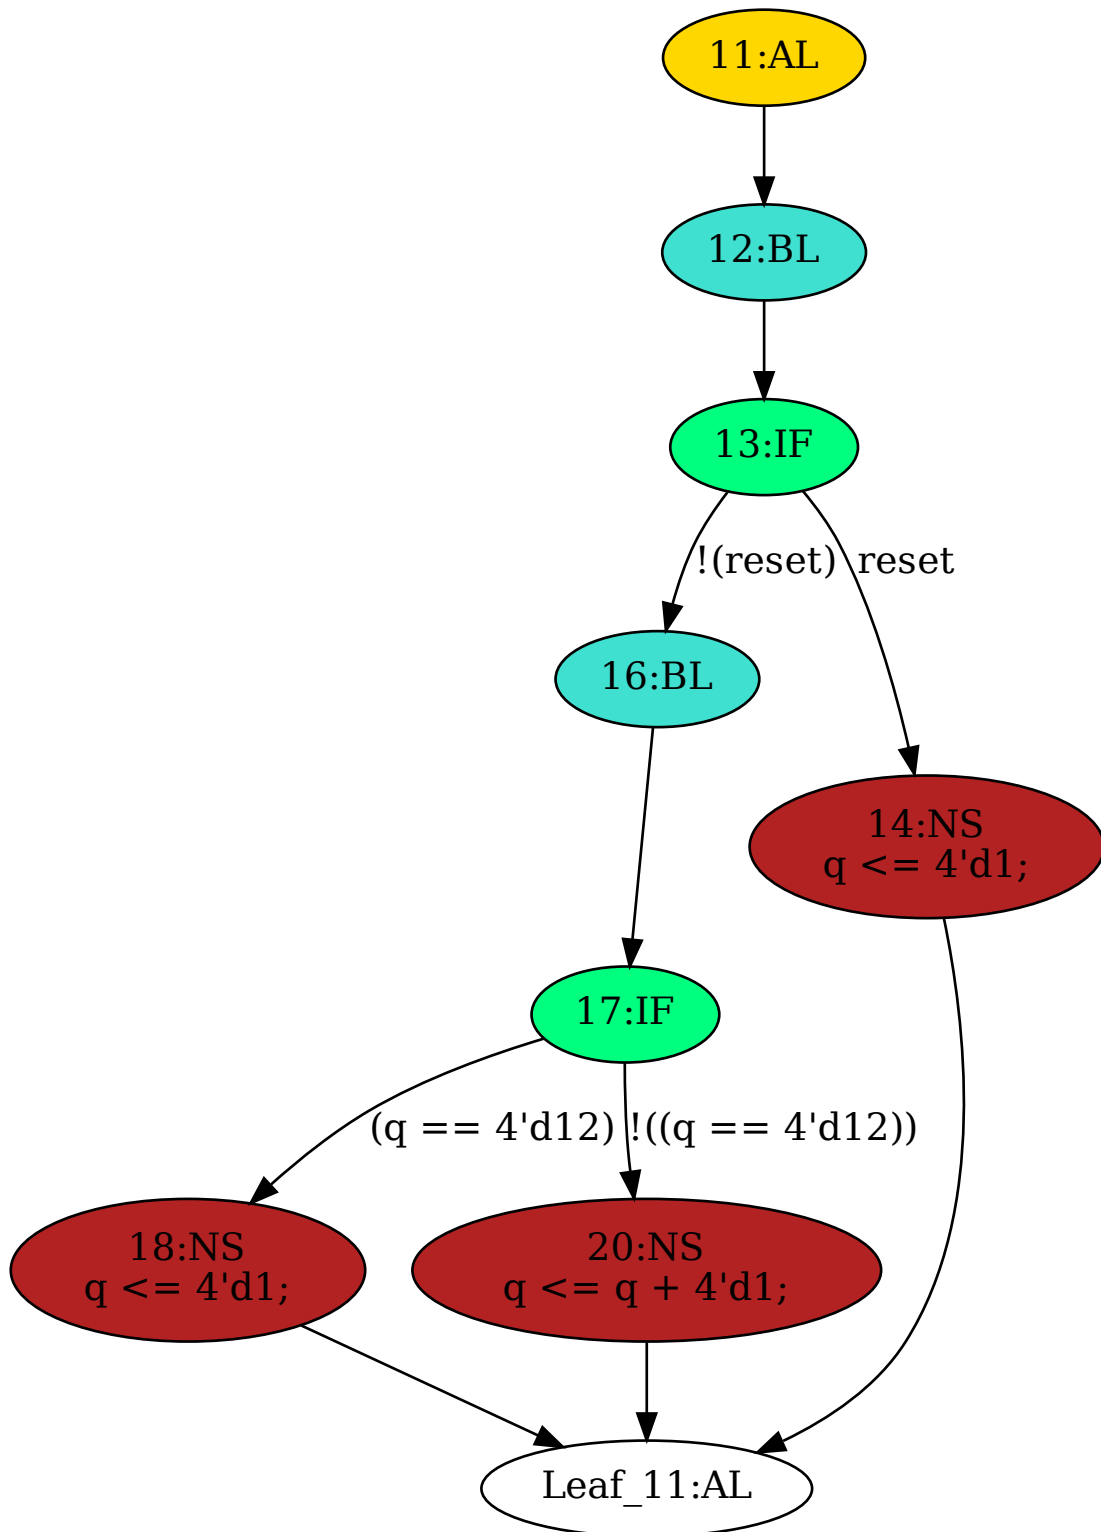 11:AL
12:BL
13:IF
!(reset)
reset
16:BL
14:NS
q <= 4'd1;
17:IF
(q == 4'd12)
!((q == 4'd12))
18:NS
q <= 4'd1;
20:NS
q <= q + 4'd1;
Leaf_11:AL